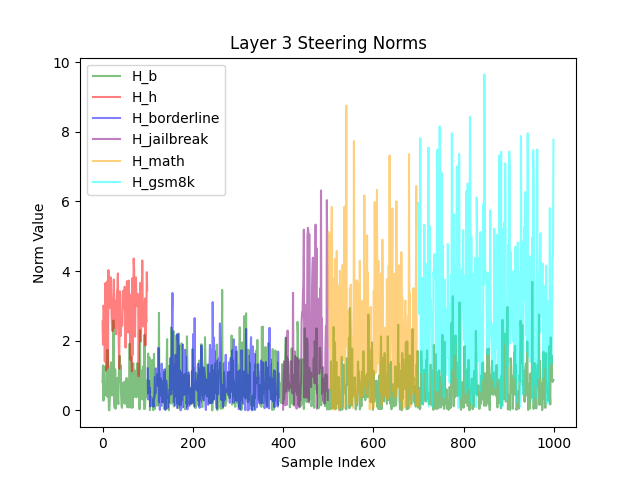 Layer 3 Steering Norms
10
8
6
4
2
0
Norm Value
H_b
H_h
H_borderline
H_jailbreak
H_math
H_gsm8k
0
200
400
600
800
1000
Sample Index